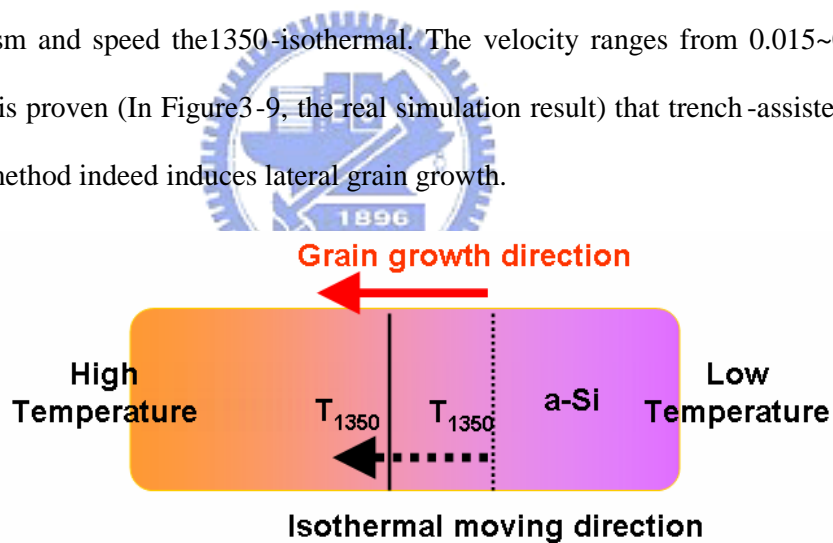 sm and speed the1350-isothermal. The velocity ranges from 0.015~
is proven (In Figure3-9, the real simulation result) that trench-assiste
method indeed induces lateral grain growth.
1896
Grain growth direction
High Temperature
T1350
T1350
a-Si
Low Temperature
Isothermal moving direction